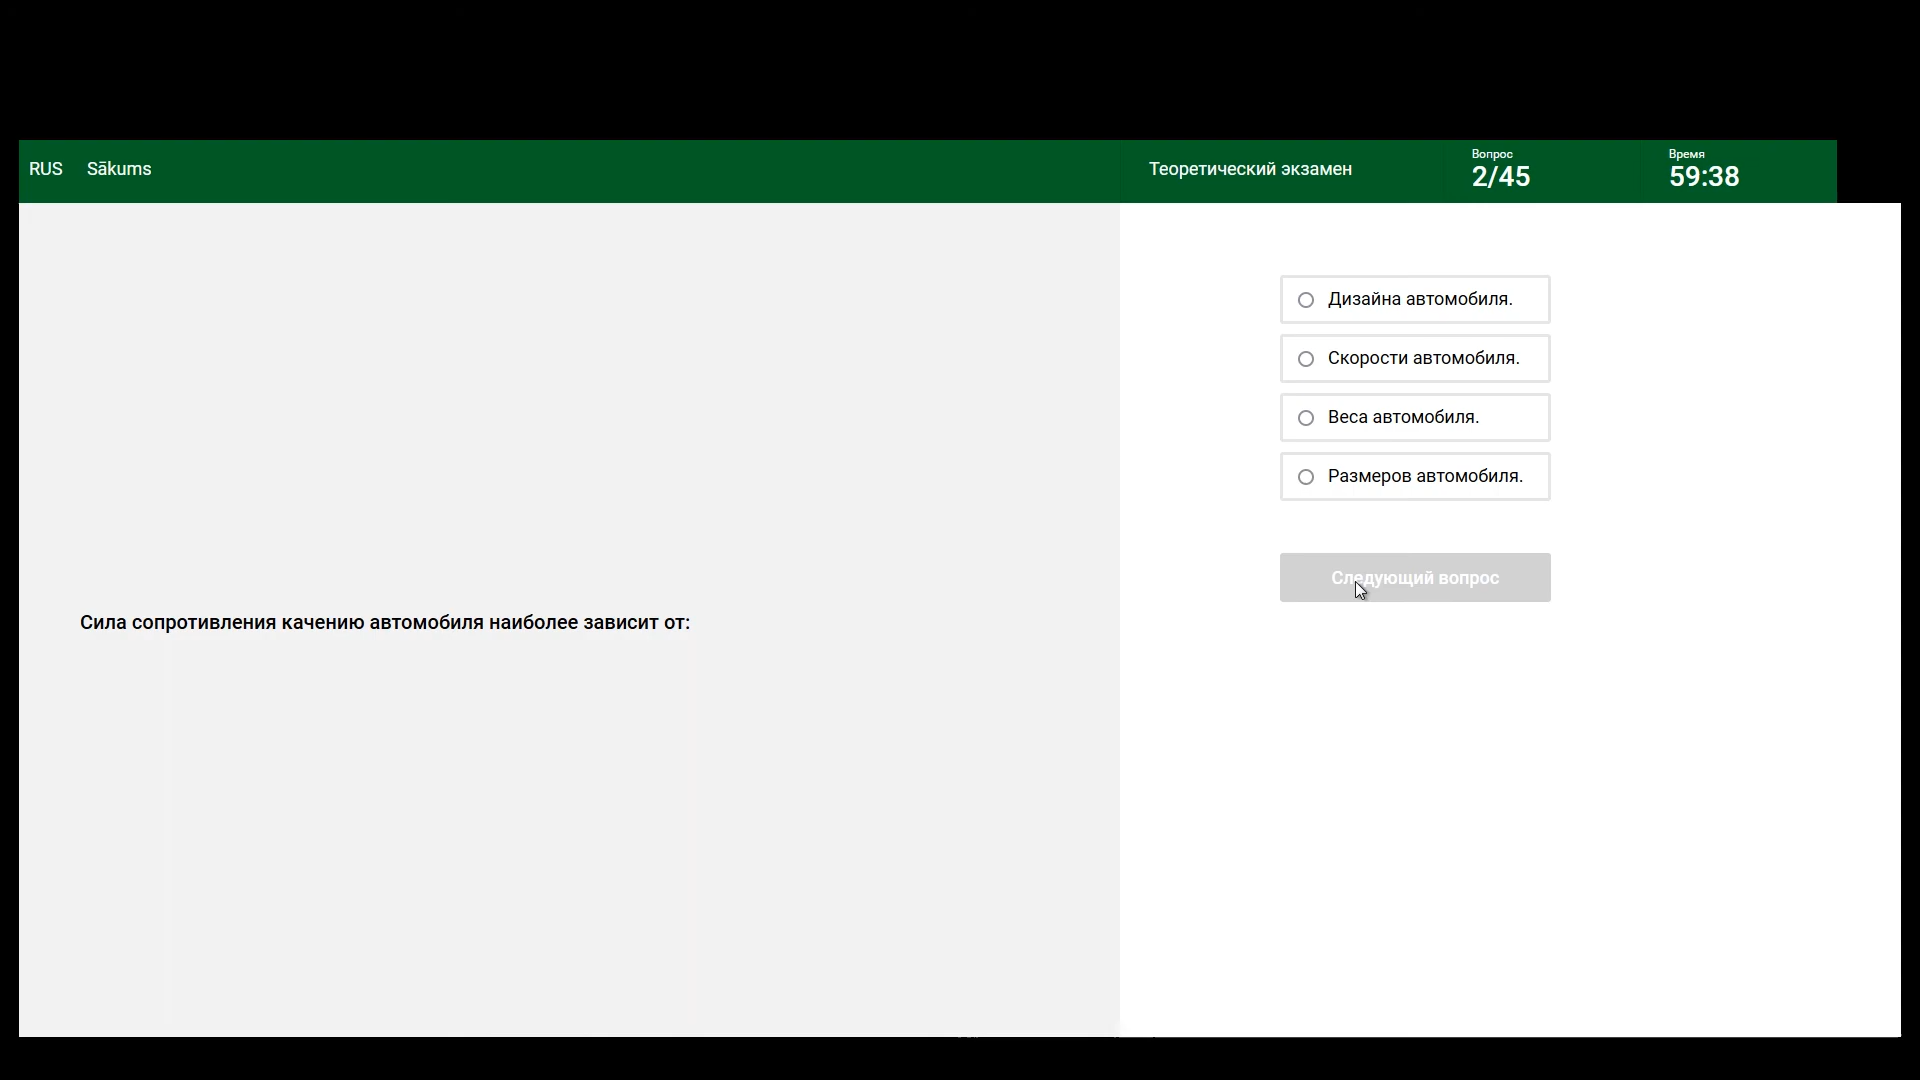 RUS Sākums Теоретический экзамен
Вопрос
2/45
Время
59:38
Сила сопротивления качению автомобиля наиболее зависит от:
Дизайна автомобиля.
Скорости автомобиля.
Веса автомобиля.
Размеров автомобиля.
Следующий вопрос